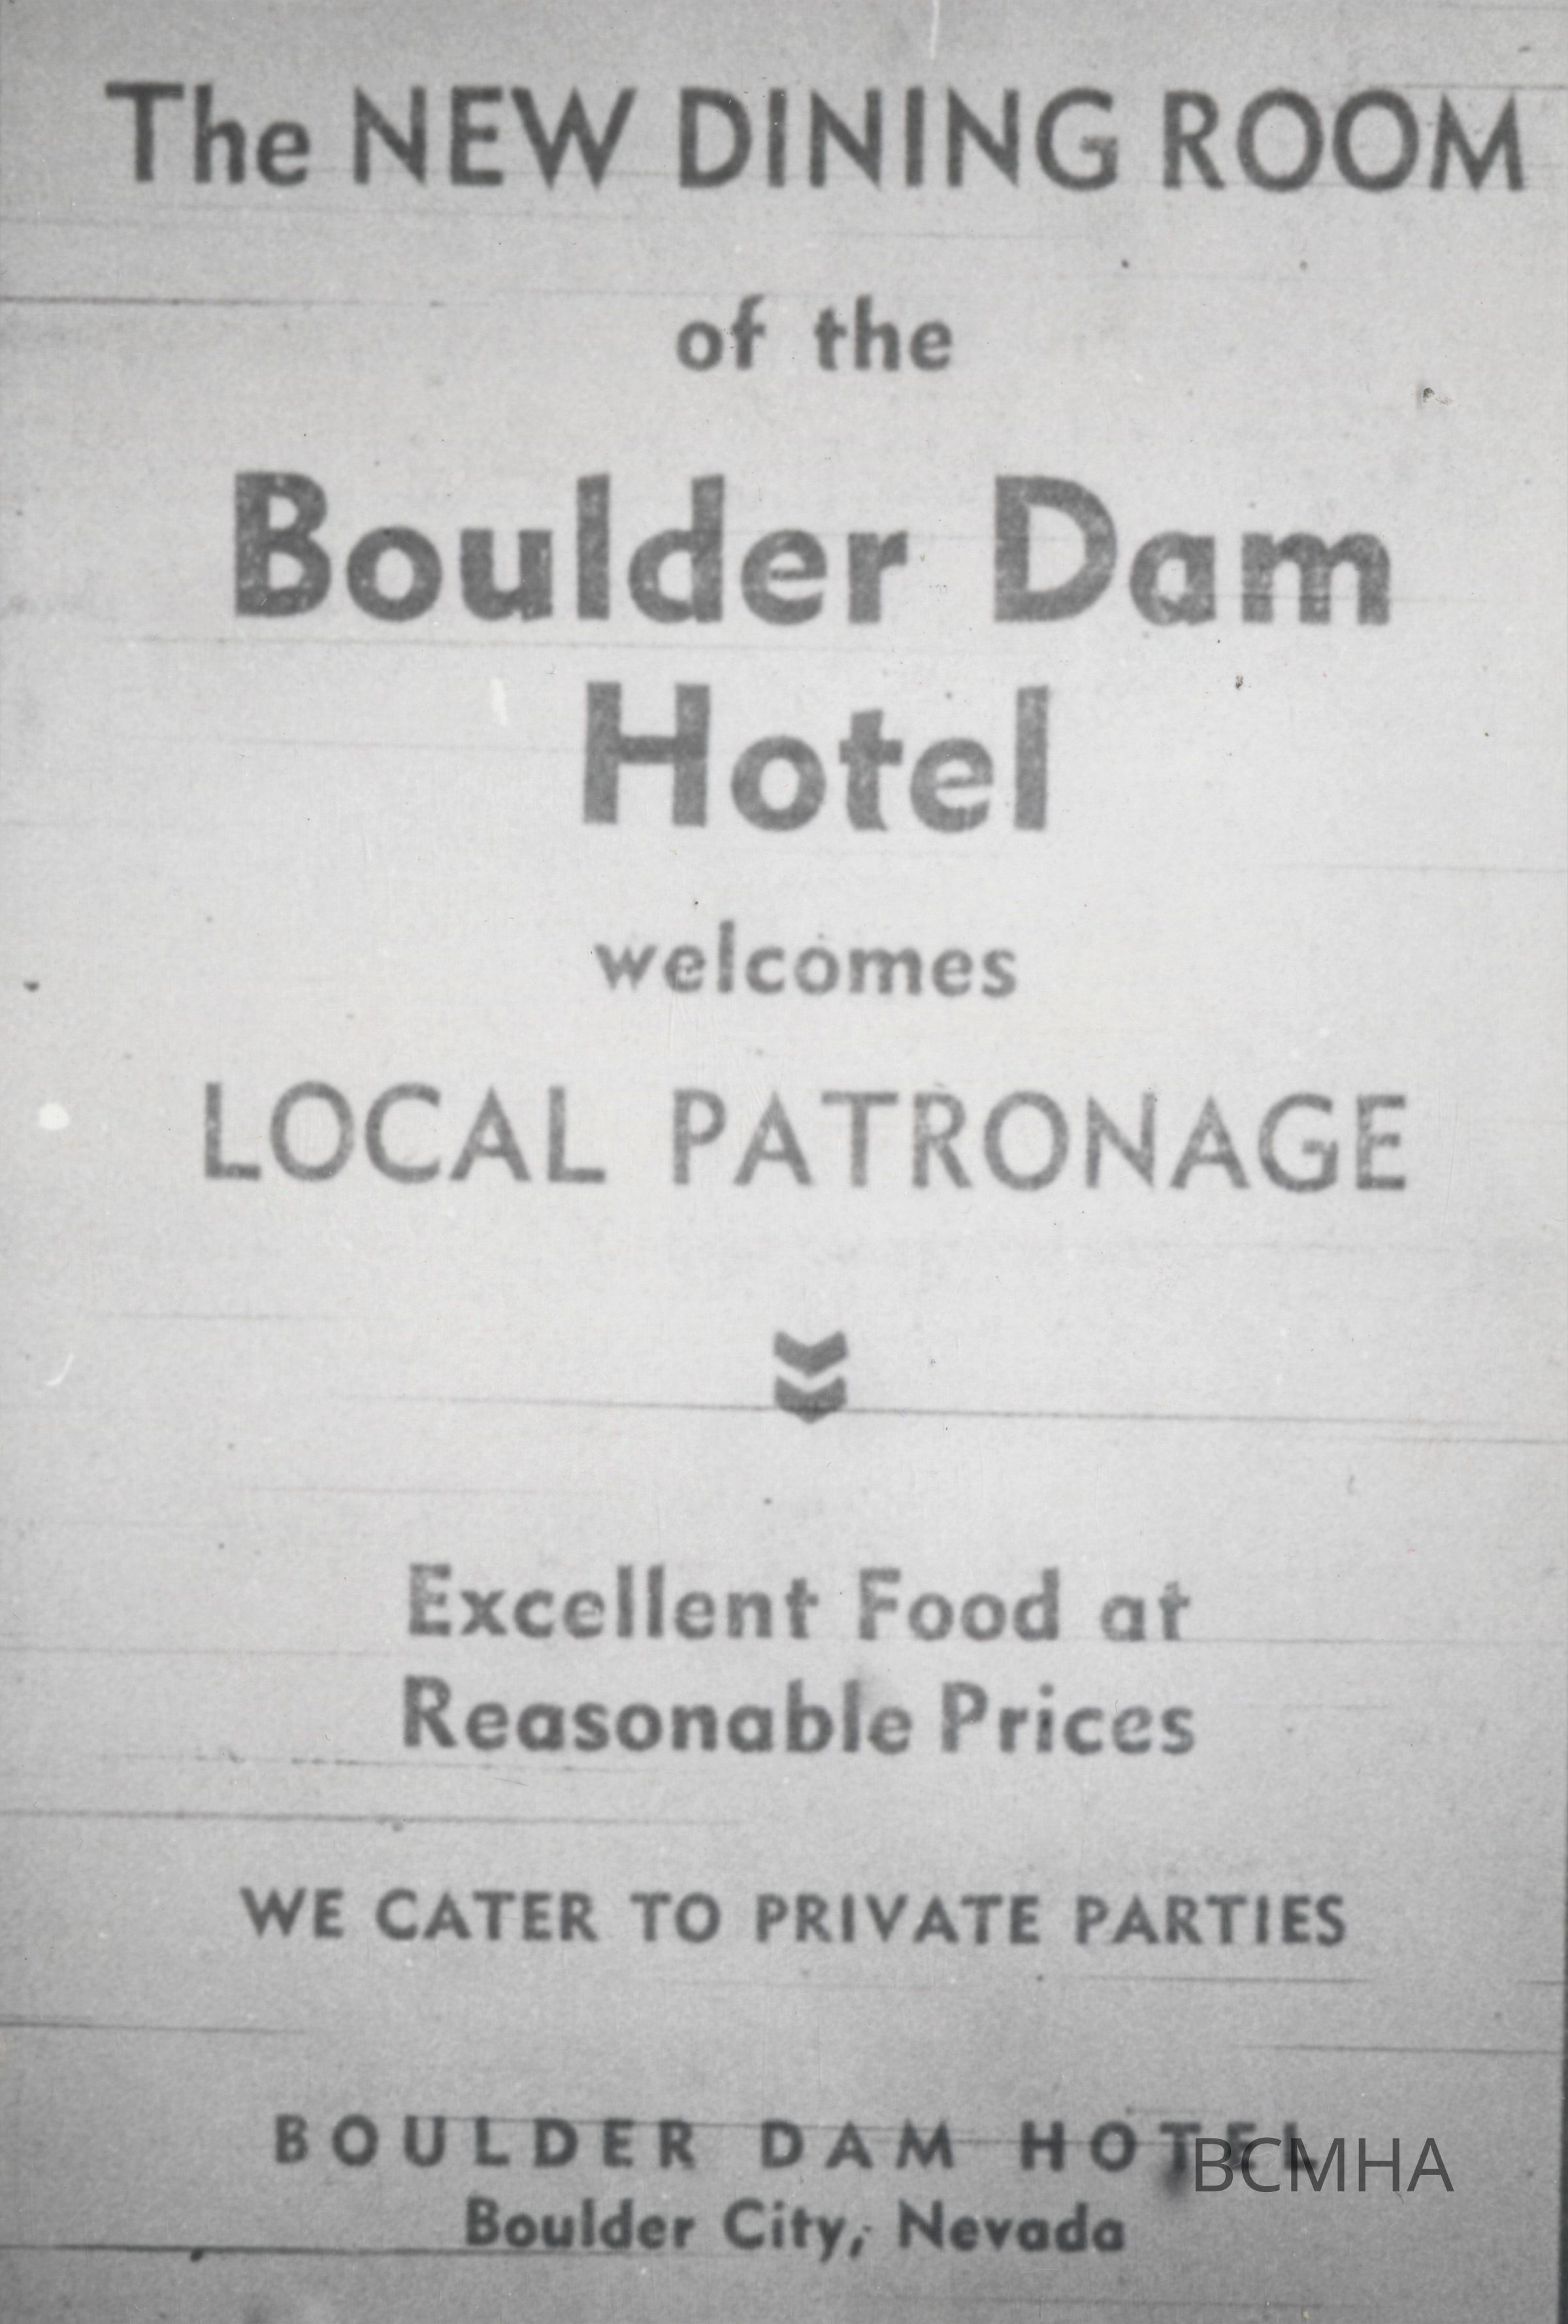 The NEW DINING ROOM
of the
Boulder Dam
Hotel
welcomes
LOCAL PATRONAGE
Excellent Food at
Reasonable Prices
WE CATER TO PRIVATE PARTIES
BOULDER DAM HOTEL
BCMHA
Boulder City, Nevada